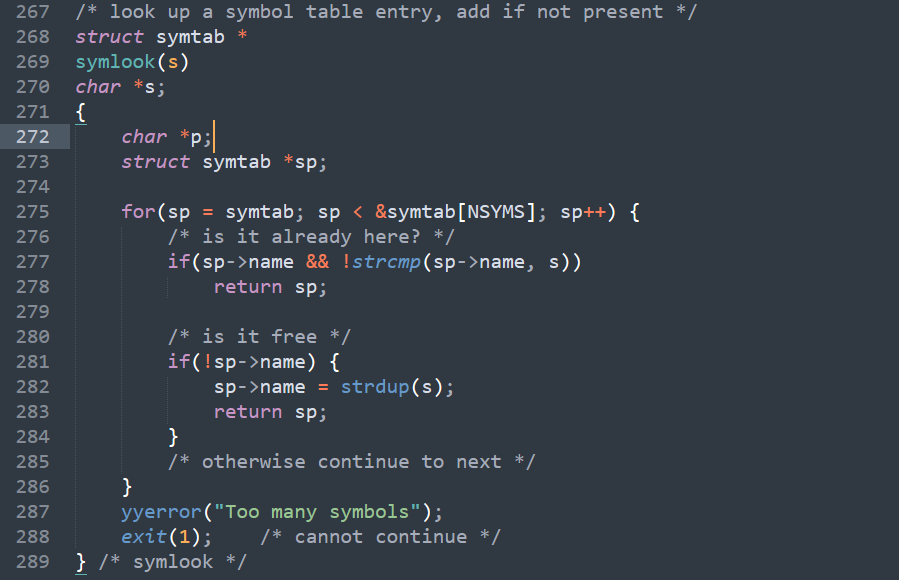 267 /* look up a symbol table entry, add if not present */
268 struct symtab *
269 symlook(s)
270 char *s;
271 {
272     char *p;
273     struct symtab *sp;
274
275     for(sp = symtab; sp < &symtab[NSYMS]; sp++) {
276         /* is it already here? */
277         if(sp->name && !strcmp(sp->name, s))
278             return sp;
279
280         /* is it free */
281         if(!sp->name) {
282             sp->name = strdup(s);
283             return sp;
284         }
285         /* otherwise continue to next */
286     }
287     yyerror("Too many symbols");
288     exit(1);    /* cannot continue */
289 } /* symlook */